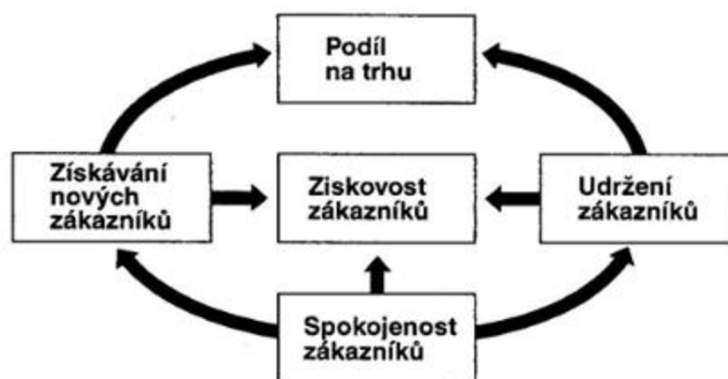 Podíl
na trhu
Získávání
nových
zákazníků
Ziskovost
zákazníků
Udržení
zákazníků
Spokojenost
zákazníků